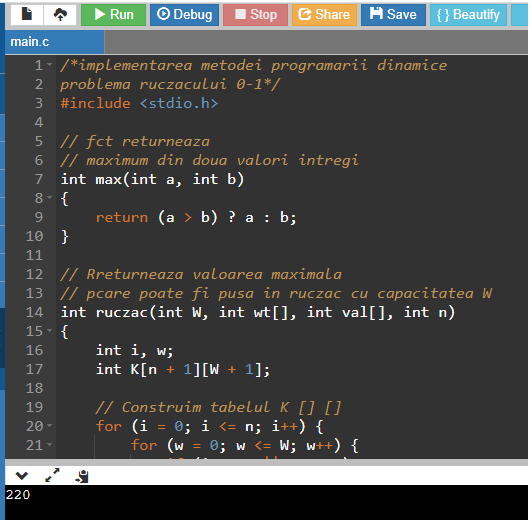 Run Debug Stop Share Save { } Beautify
main.c
1 /*implementarea metodei programarii dinamice
2 problema ruczacului 0-1*/
3 #include <stdio.h>
4
5 // fct returneaza
6 // maximum din doua valori intregi
7 int max(int a, int b)
8 {
9 return (a > b) ? a : b;
10 }
11
12 // Rreturneaza valoarea maximala
13 // pcare poate fi pusa in ruczac cu capacitatea W
14 int ruczac(int W, int wt[], int val[], int n)
15 {
16 int i, w;
17 int K[n + 1][W + 1];
18
19 // Construim tabelul K [] []
20 for (i = 0; i <= n; i++) {
21 for (w = 0; w <= W; w++) {
220